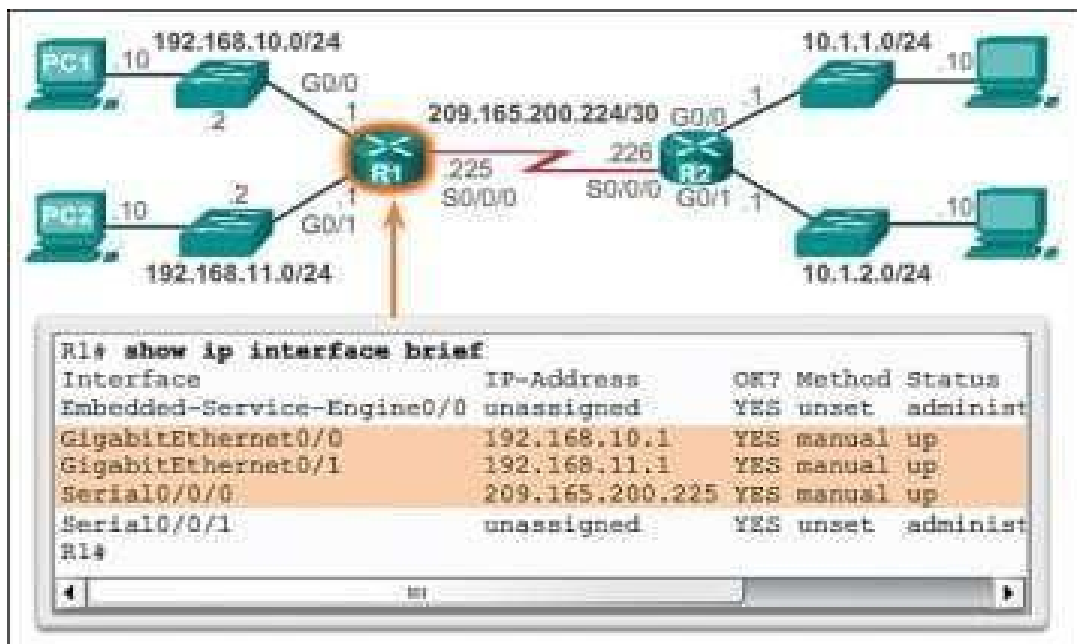 192.168.10.0/24
10.1.1.0/24
PC1
.10
G0/0
.1
.2
209.165.200.224/30
G0/0
.1
.10
R1
.225
S0/0/0
.226
S0/0/0
R2
G0/1
.1
PC2
.10
.2
.1
G0/1
.10
192.168.11.0/24
10.1.2.0/24
R1# show ip interface brief
Interface IP-Address OK? Method Status
Embedded-Service-Engine0/0 unassigned YES unset administ
GigabitEthernet0/0 192.168.10.1 YES manual up
GigabitEthernet0/1 192.168.11.1 YES manual up
Serial0/0/0 209.165.200.225 YES manual up
Serial0/0/1 unassigned YES unset administ
R1#